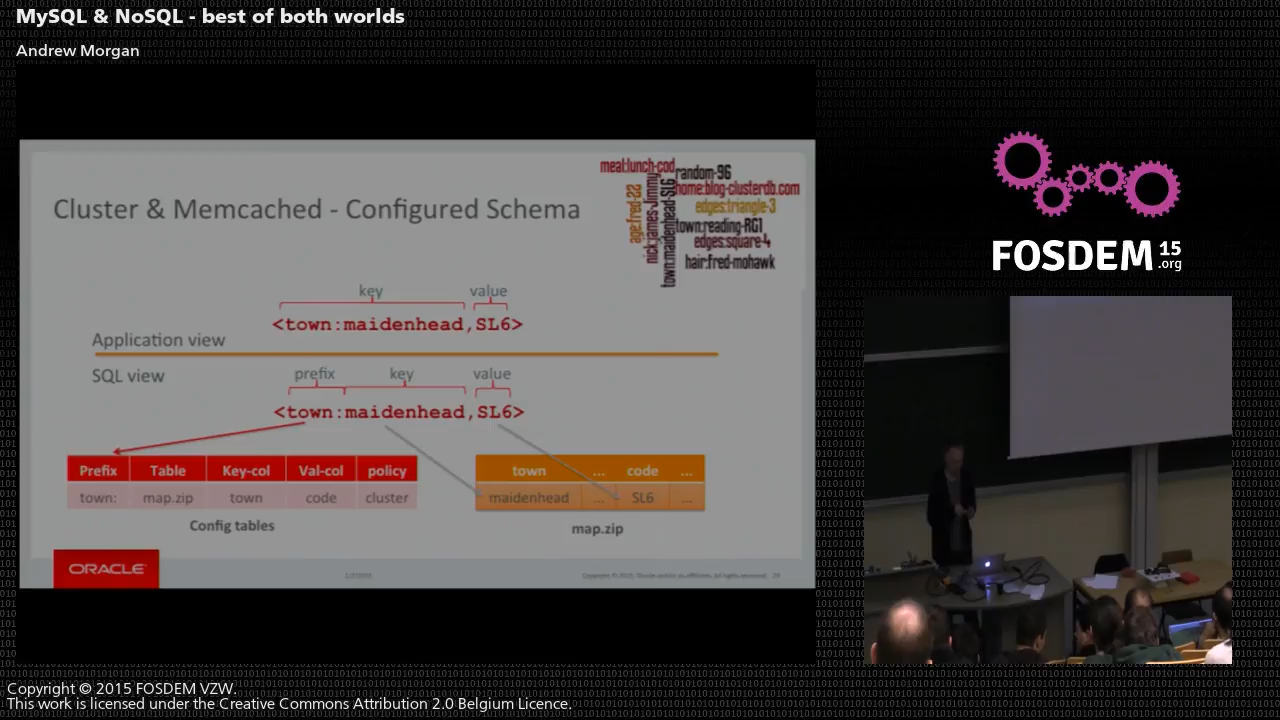 MySQL & NoSQL - best of both worlds
Andrew Morgan
Cluster & Memcached - Configured Schema
meal:lunch-cod
random-96
home:blog-clusterdb.com
age:fred-22
nick:james-Jimmy
town:maidenhead-SL6
edges:triangle-3
town:reading-RG1
edges:square-4
hair:fred-mohawk
key value
<town:maidenhead,SL6>
Application view
SQL view
prefix key value
<town:maidenhead,SL6>
Prefix Table Key-col Val-col policy
town: map.zip town code cluster
Config tables
town ... code ...
maidenhead ... SL6 ...
map.zip
ORACLE
FOSDEM 15 .org
Copyright © 2015 FOSDEM VZW.
This work is licensed under the Creative Commons Attribution 2.0 Belgium Licence.